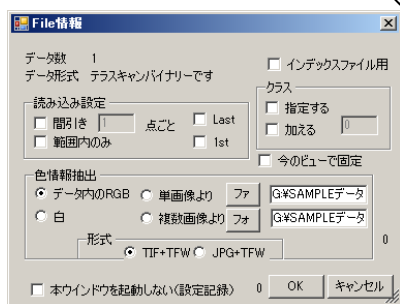 File情報
データ数 1
データ形式 テラスキャンバイナリーです
インデックスファイル用
読み込み設定
間引き 1 点ごと Last
範囲内のみ 1st
クラス
指定する
加える 0
今のビューで固定
色情報抽出
データ内のRGB 単画像より ファ G:¥SAMPLEデータ
白 複数画像より フォ G:¥SAMPLEデータ
形式
TIF+TFW JPG+TFW
0
本ウインドウを起動しない(設定記録) 0 OK キャンセル